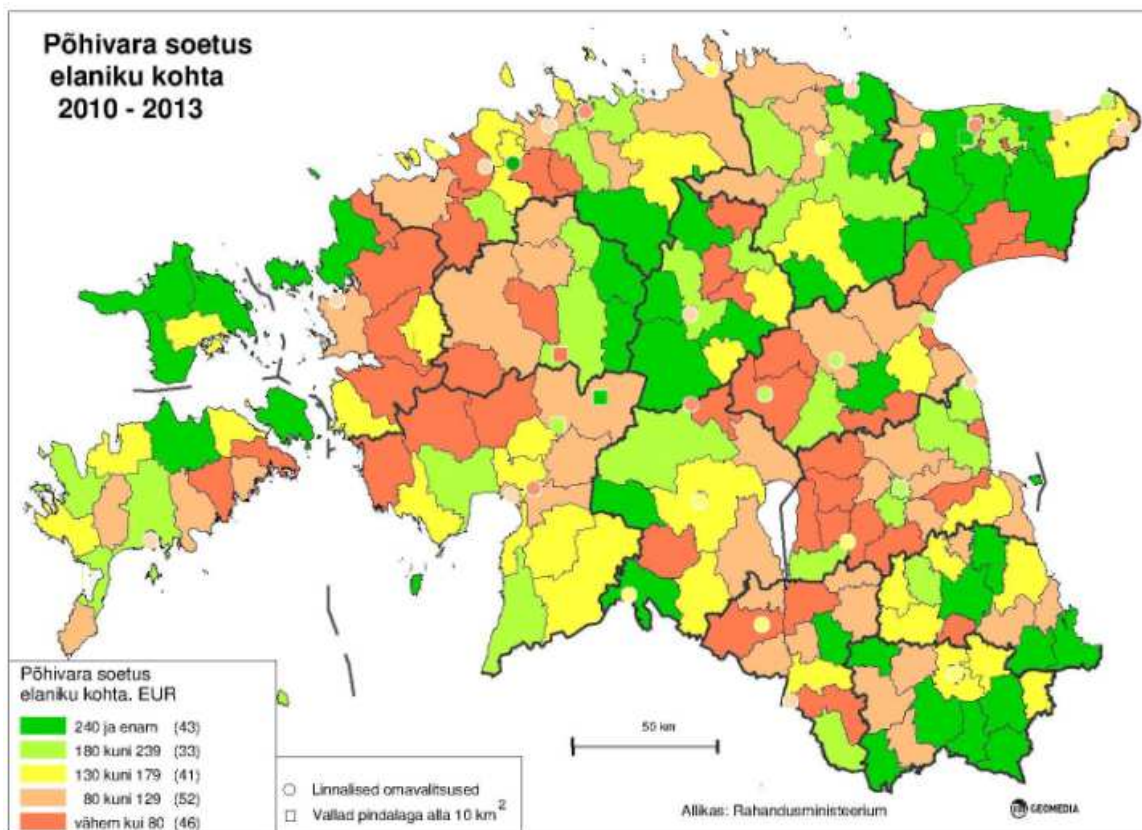 Põhivara soetus
elaniku kohta
2010 - 2013
Põhivara soetus
elaniku kohta. EUR
240 ja enam (43)
180 kuni 239 (33)
130 kuni 179 (41)
80 kuni 129 (52)
vähem kui 80 (46)
Linnalised omavalitsused
Vallad pindalaga alla 10 km2
50 km
Allikas: Rahandusministeerium
GEOMEDIA